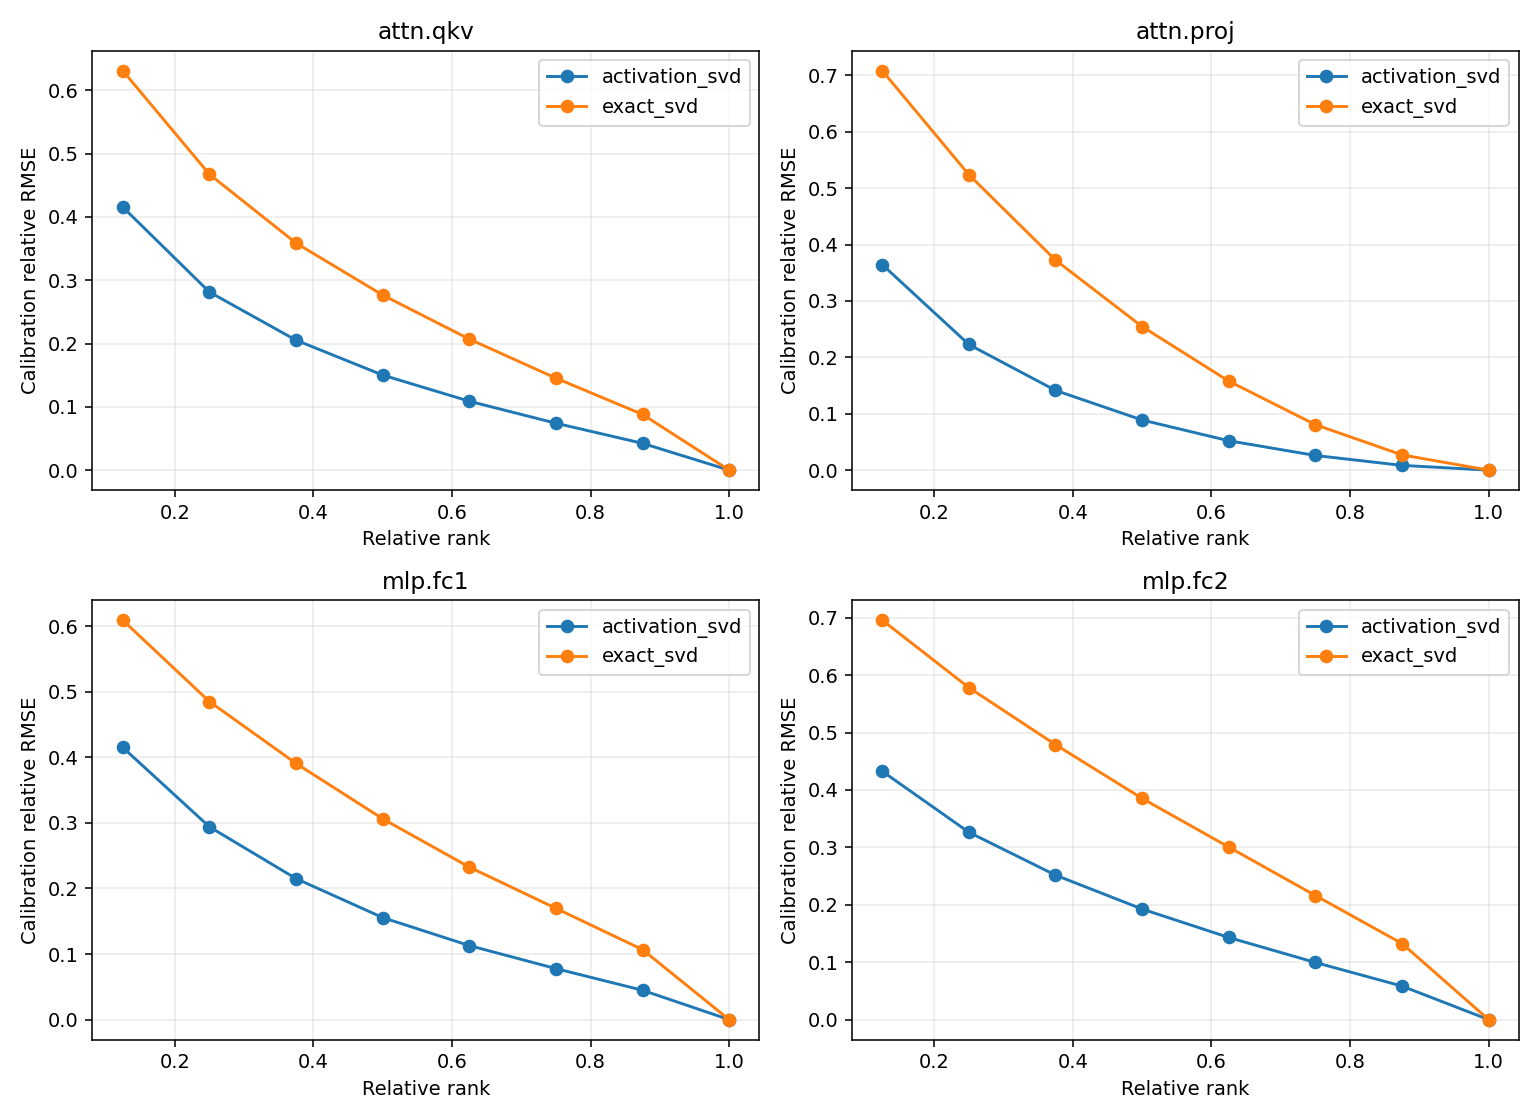 attn.qkv
Calibration relative RMSE
0.6
0.5
0.4
0.3
0.2
0.1
0.0
activation_svd
exact_svd
0.2 0.4 0.6 0.8 1.0
Relative rank
attn.proj
Calibration relative RMSE
0.7
0.6
0.5
0.4
0.3
0.2
0.1
0.0
activation_svd
exact_svd
0.2 0.4 0.6 0.8 1.0
Relative rank
mlp.fc1
Calibration relative RMSE
0.6
0.5
0.4
0.3
0.2
0.1
0.0
activation_svd
exact_svd
0.2 0.4 0.6 0.8 1.0
Relative rank
mlp.fc2
Calibration relative RMSE
0.7
0.6
0.5
0.4
0.3
0.2
0.1
0.0
activation_svd
exact_svd
0.2 0.4 0.6 0.8 1.0
Relative rank